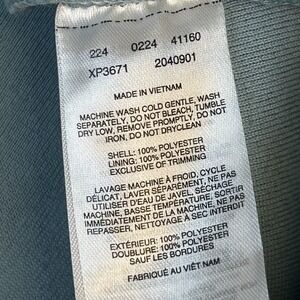 224 0224 41160
XP3671 2040901
MADE IN VIETNAM
MACHINE WASH COLD GENTLE, WASH
SEPARATELY, DO NOT BLEACH, TUMBLE
DRY LOW, REMOVE PROMPTLY, DO NOT
IRON, DO NOT DRYCLEAN
SHELL: 100% POLYESTER
LINING: 100% POLYESTER
EXCLUSIVE OF TRIMMING
LAVAGE MACHINE À FROID, CYCLE
DÉLICAT, LAVER SÉPARÉMENT, NE PAS
UTILISER D'EAU DE JAVEL, SÉCHAGE
MACHINE, BASSE TEMPÉRATURE, SORTIR
IMMÉDIATEMENT DE LA MACHINE, NE PAS
REPASSER, NETTOYAGE À SEC INTERDIT
EXTÉRIEUR: 100% POLYESTER
DOUBLURE: 100% POLYESTER
SAUF LES BORDURES
FABRIQUÉ AU VIÊT NAM